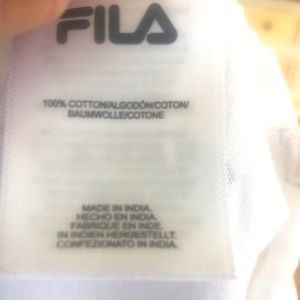 FILA
100% COTTON/ALGODÓN/COTON/
BAUMWOLLE/COTONE
MADE IN INDIA.
HECHO EN INDIA.
FABRIQUE EN INDE.
IN INDIEN HERGESTELLT.
CONFEZIONATO IN INDIA.